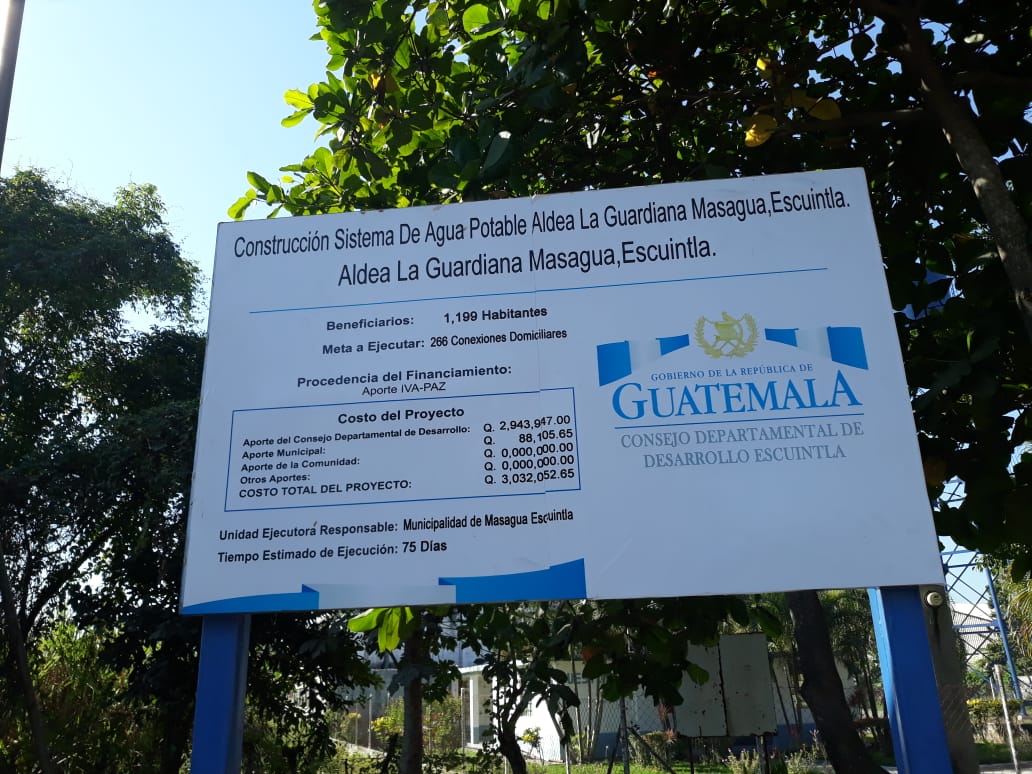 Construcción Sistema De Agua Potable Aldea La Guardiana Masagua,Escuintla.
Aldea La Guardiana Masagua,Escuintla.
Beneficiarios: 1,199 Habitantes
Meta a Ejecutar: 266 Conexiones Domiciliares
Procedencia del Financiamiento:
Aporte IVA-PAZ
Costo del Proyecto
Aporte del Consejo Departamental de Desarrollo: Q. 2,943,947.00
Aporte Municipal: Q. 88,105.65
Aporte de la Comunidad: Q. 0,000,000.00
Otros Aportes: Q. 0,000,000.00
COSTO TOTAL DEL PROYECTO: Q. 3,032,052.65
Unidad Ejecutora Responsable: Municipalidad de Masagua Escuintla
Tiempo Estimado de Ejecución: 75 Días
GOBIERNO DE LA REPÚBLICA DE
GUATEMALA
CONSEJO DEPARTAMENTAL DE
DESARROLLO ESCUINTLA